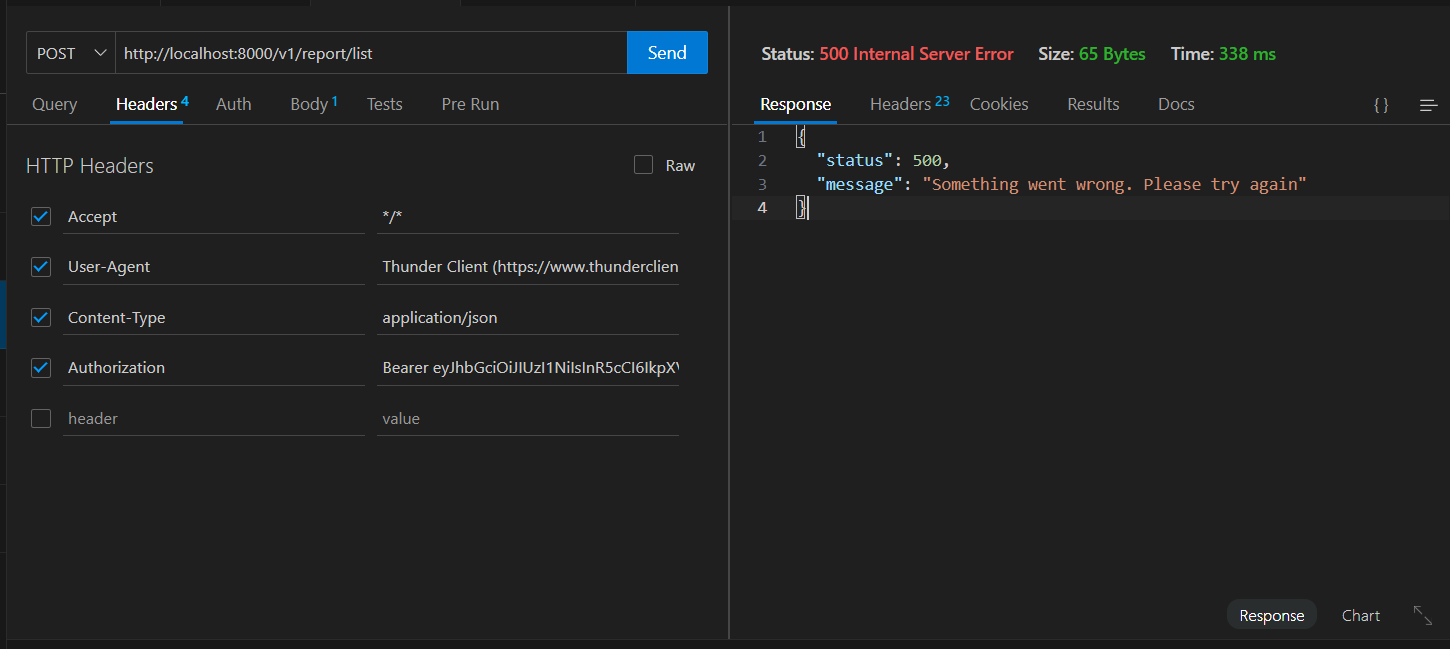 POST http://localhost:8000/v1/report/list Send
Query Headers 4 Auth Body 1 Tests Pre Run
HTTP Headers Raw
Accept */*
User-Agent Thunder Client (https://www.thunderclien
Content-Type application/json
Authorization Bearer eyJhbGciOiJIUzI1NiIsInR5cCI6IkpX
header value
Status: 500 Internal Server Error Size: 65 Bytes Time: 338 ms
Response Headers 23 Cookies Results Docs { }
1 {
2 "status": 500,
3 "message": "Something went wrong. Please try again"
4 }
Response Chart